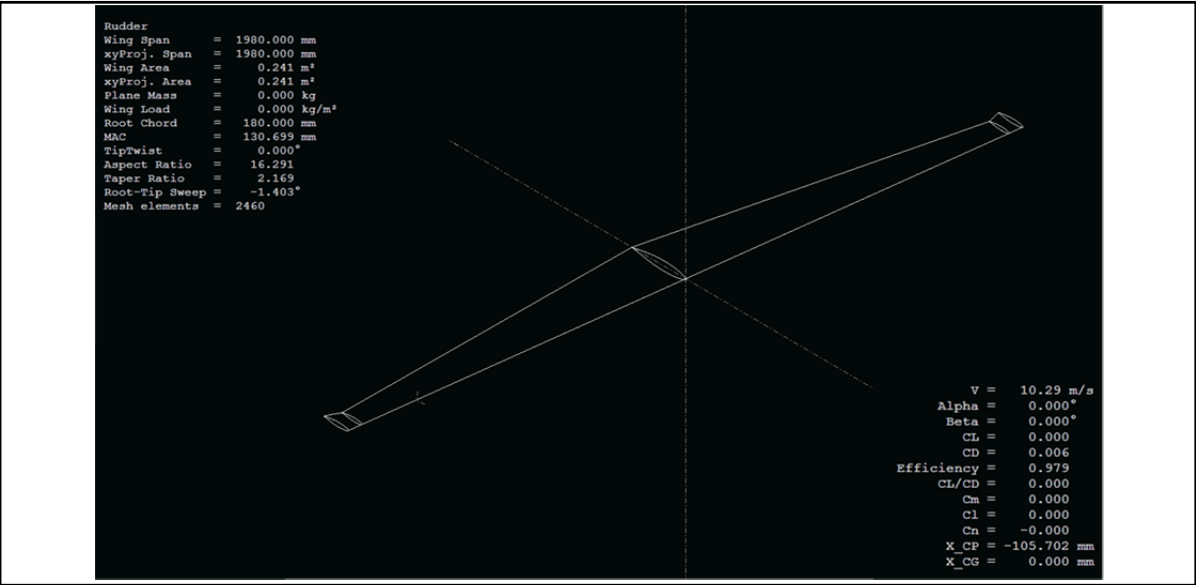 Rudder
Wing Span = 1980.000 mm
xyProj. Span = 1980.000 mm
Wing Area = 0.241 m²
xyProj. Area = 0.241 m²
Plane Mass = 0.000 kg
Wing Load = 0.000 kg/m²
Root Chord = 180.000 mm
MAC = 130.699 mm
TipTwist = 0.000°
Aspect Ratio = 16.291
Taper Ratio = 2.169
Root-Tip Sweep = -1.403°
Mesh elements = 2460
V = 10.29 m/s
Alpha = 0.000°
Beta = 0.000°
CL = 0.000
CD = 0.006
Efficiency = 0.979
CL/CD = 0.000
Cm = 0.000
Cl = 0.000
Cn = -0.000
X_CP = -105.702 mm
X_CG = 0.000 mm